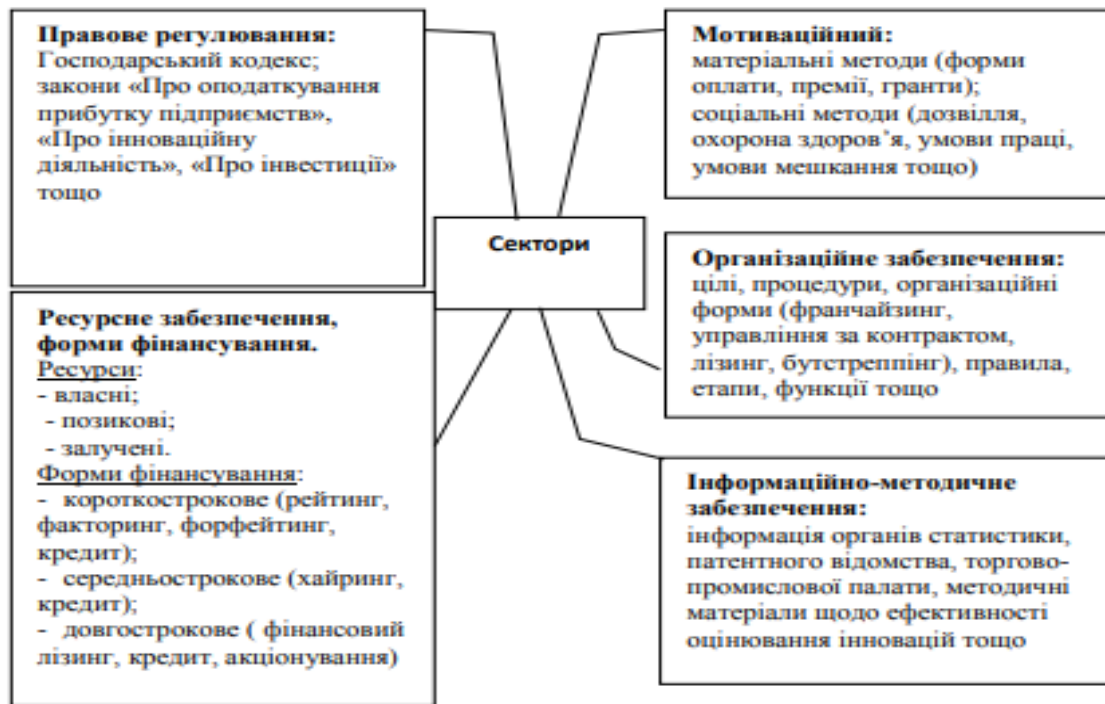 Правове регулювання:
Господарський кодекс;
закони «Про оподаткування
прибутку підприємств»,
«Про інноваційну
діяльність», «Про інвестиції»
тощо
Мотиваційний:
матеріальні методи (форми
оплати, премії, гранти);
соціальні методи (дозвілля,
охорона здоров’я, умови праці,
умови мешкання тощо)
Сектори
Організаційне забезпечення:
цілі, процедури, організаційні
форми (франчайзинг,
управління за контрактом,
лізинг, бутстреппінг), правила,
етапи, функції тощо
Ресурсне забезпечення,
форми фінансування.
Ресурси:
- власні;
- позикові;
- залучені.
Форми фінансування:
- короткострокове (рейтинг,
факторинг, форфейтинг,
кредит);
- середньострокове (хайринг,
кредит);
- довгострокове ( фінансовий
лізинг, кредит, акціонування)
Інформаційно-методичне
забезпечення:
інформація органів статистики,
патентного відомства, торгово-
промислової палати, методичні
матеріали щодо ефективності
оцінювання інновацій тощо